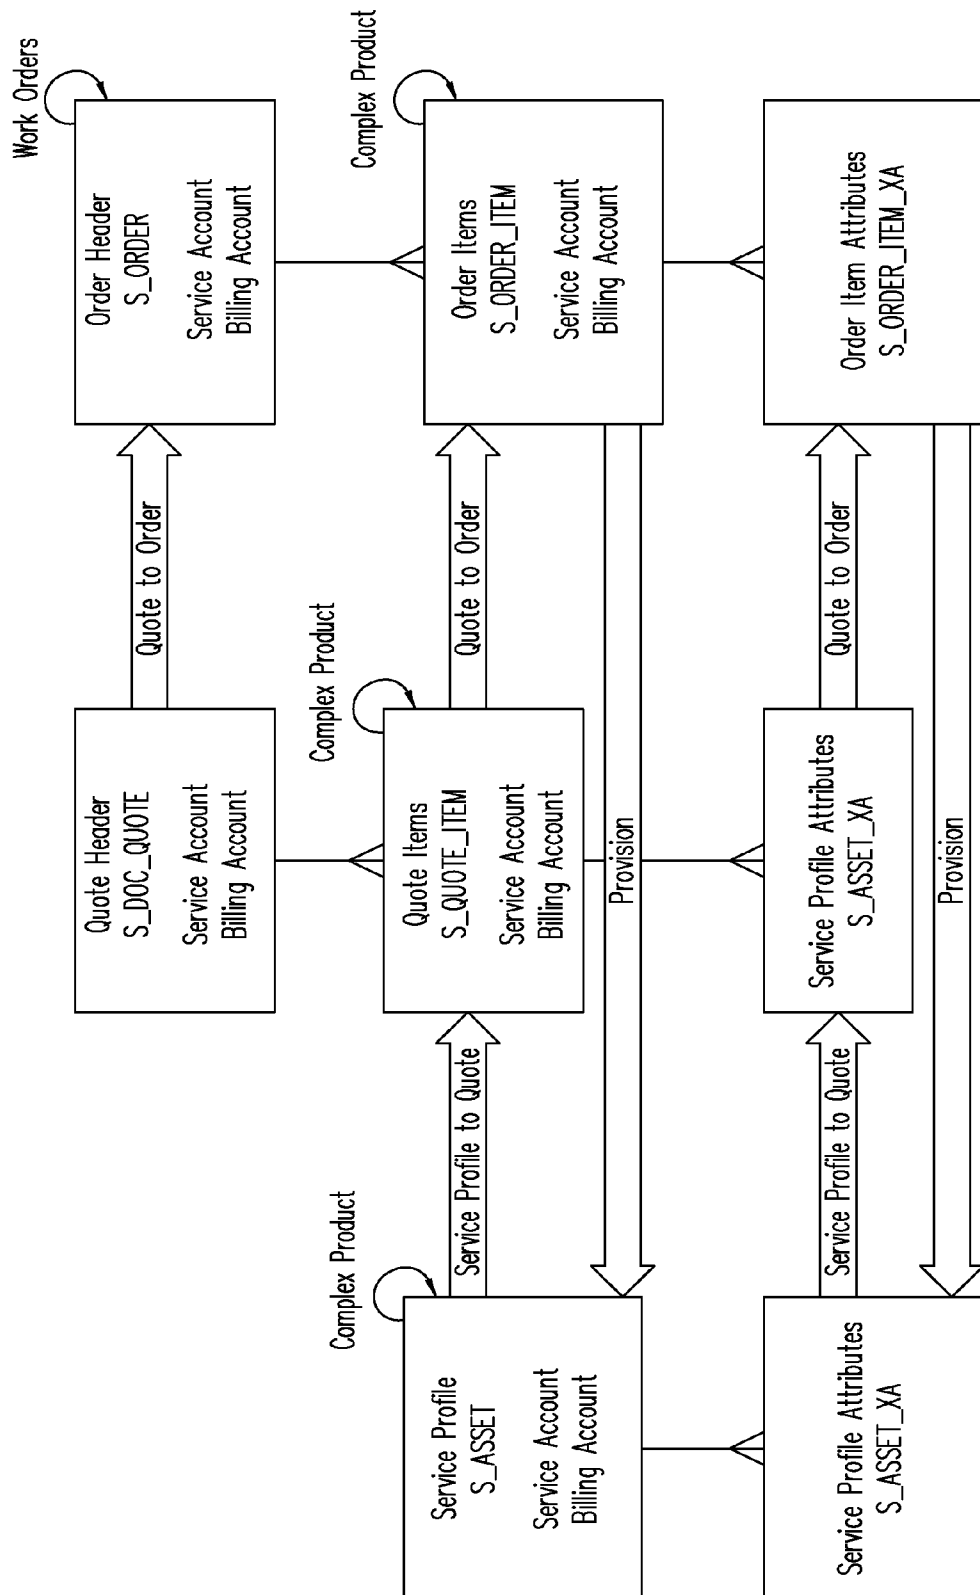 Work Orders
Order Header
S_ORDER
Service Account
Billing Account
Quote to Order
Quote Header
S_DOC_QUOTE
Service Account
Billing Account
Complex Product
Order Items
S_ORDER_ITEM
Service Account
Billing Account
Quote to Order
Complex Product
Quote Items
S_QUOTE_ITEM
Service Account
Billing Account
Service Profile to Quote
Complex Product
Service Profile
S_ASSET
Service Account
Billing Account
Provision
Order Item Attributes
S_ORDER_ITEM_XA
Quote to Order
Service Profile Attributes
S_ASSET_XA
Service Profile to Quote
Service Profile Attributes
S_ASSET_XA
Provision